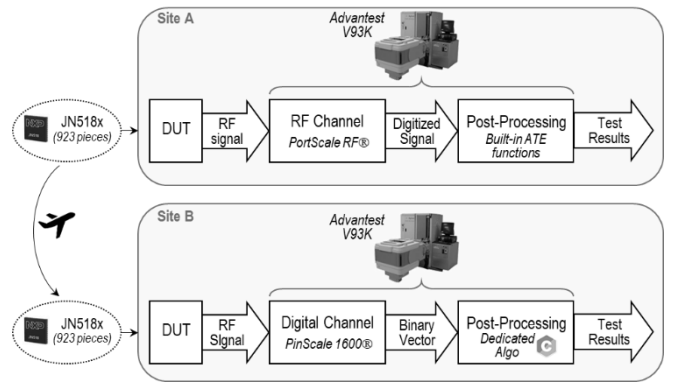 Site A
Advantest
V93K
JN518x
(923 pieces)
DUT
RF
signal
RF Channel
PortScale RF®
Digitized
Signal
Post-Processing
Built-in ATE
functions
Test
Results
Site B
Advantest
V93K
JN518x
(923 pieces)
DUT
RF
SIgnal
Digital Channel
PinScale 1600®
Binary
Vector
Post-Processing
Dedicated
Algo
C
Test
Results